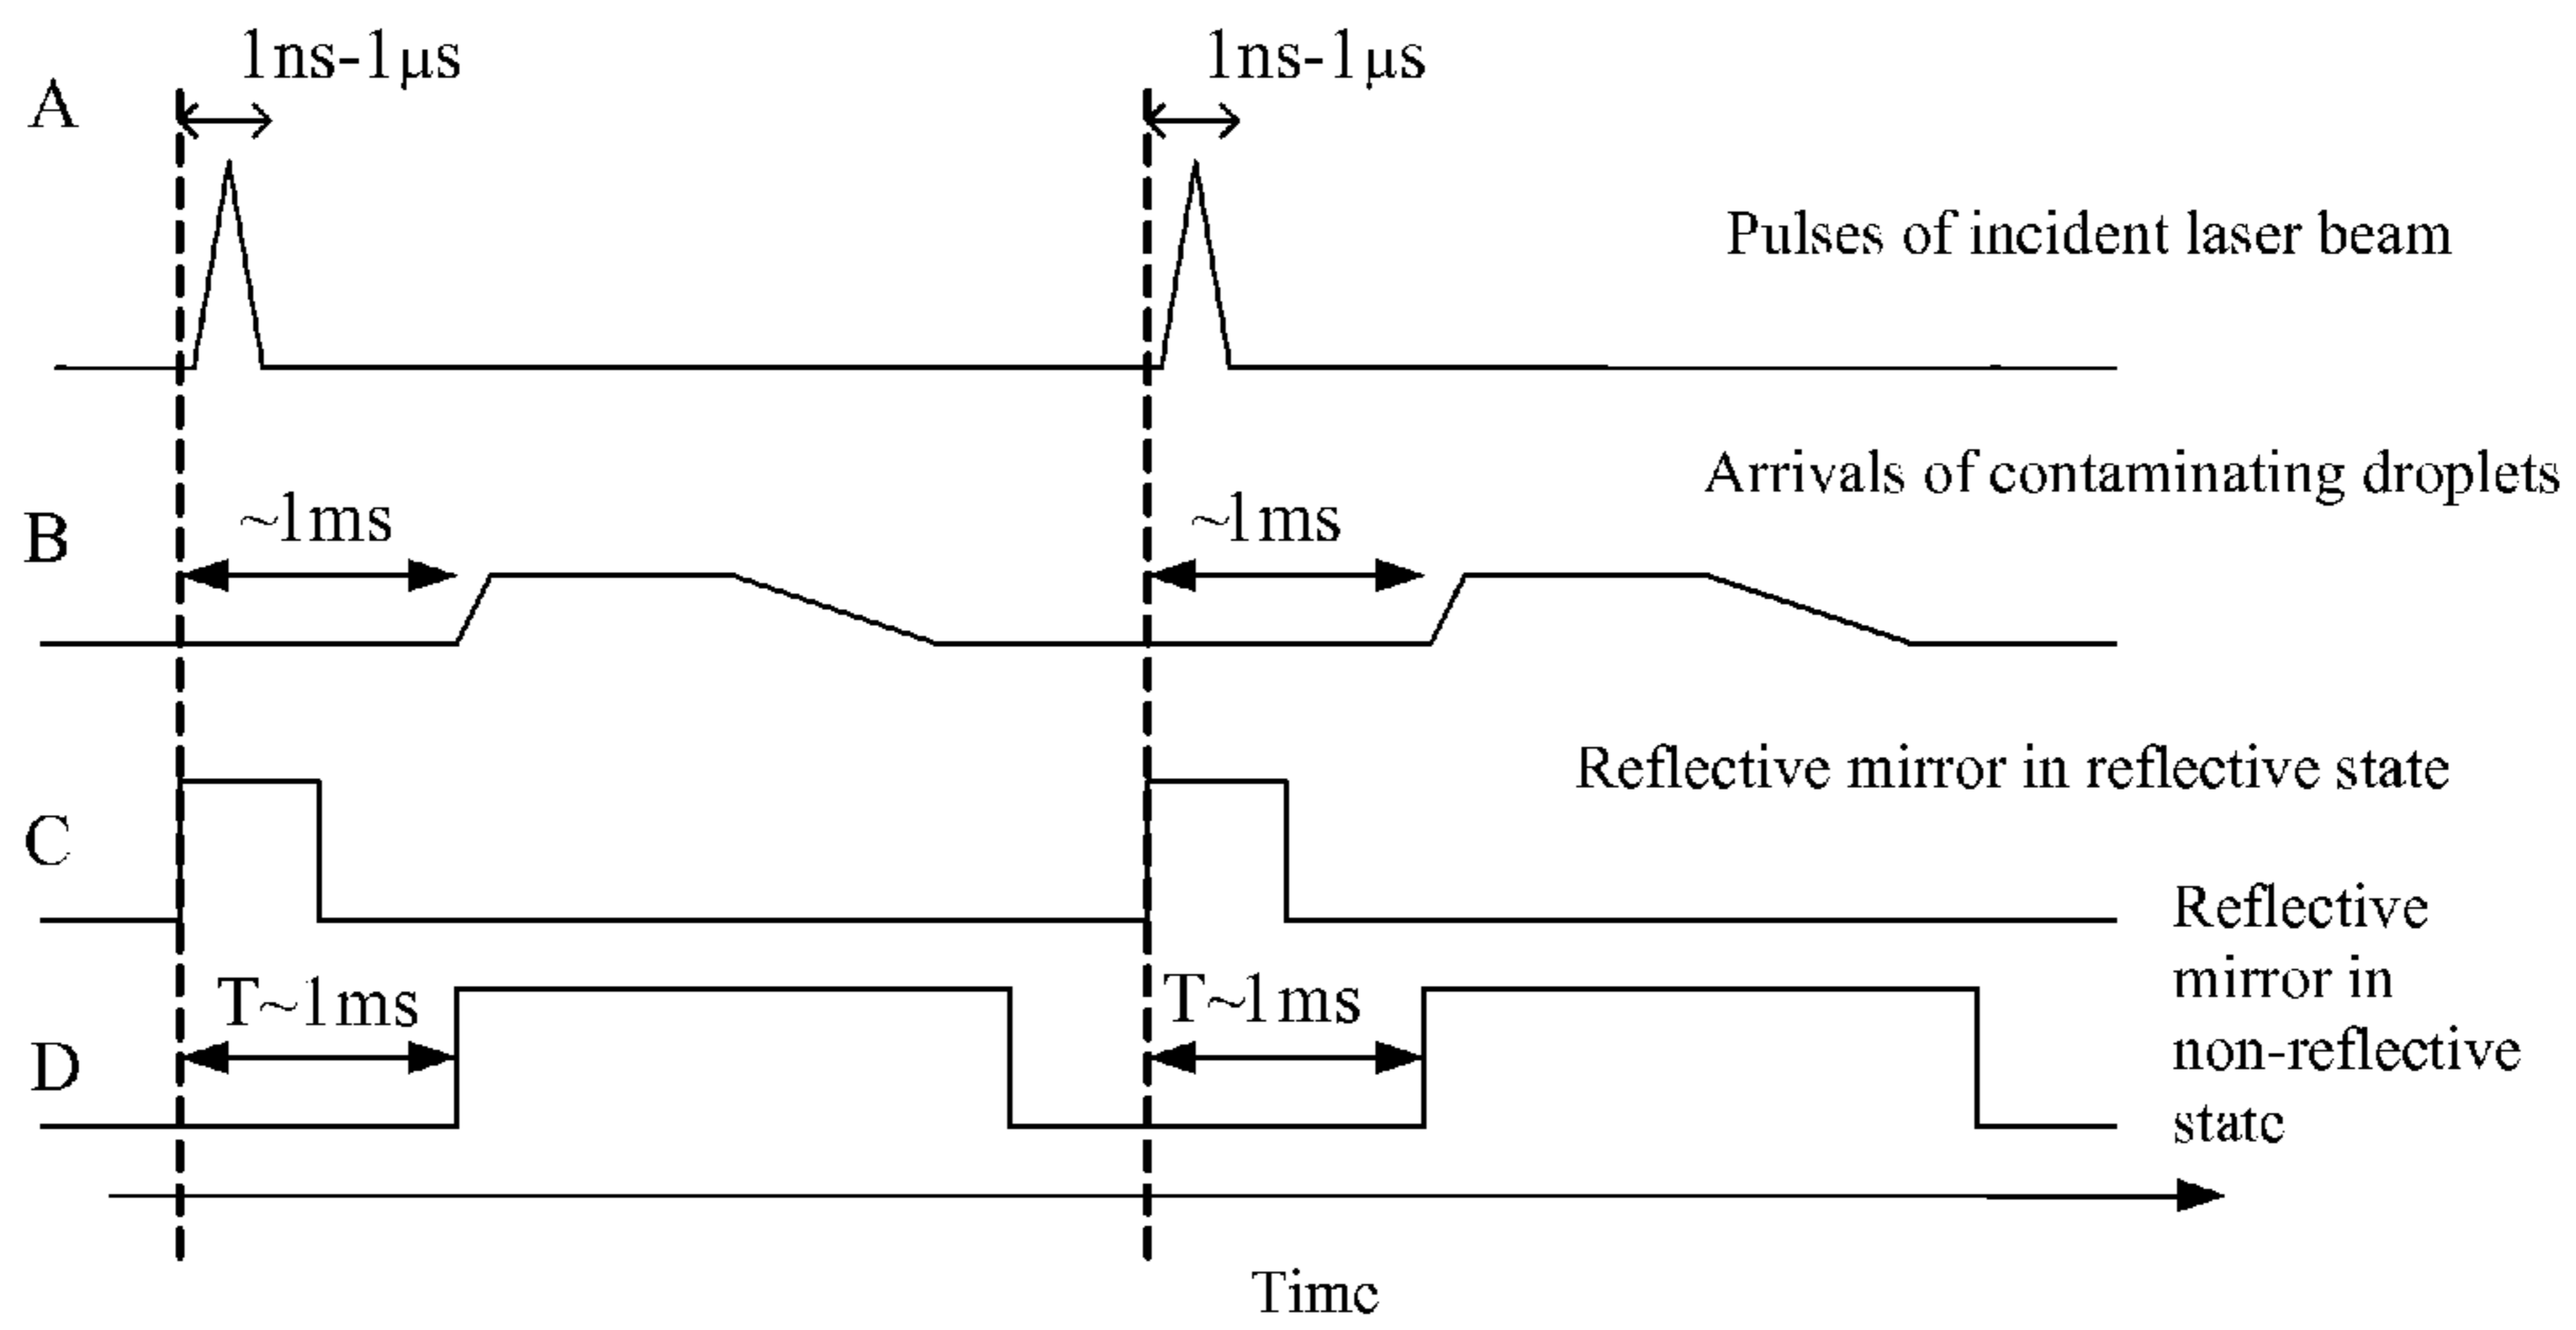 1ns-1μs
1ns-1μs
A
Pulses of incident laser beam
Arrivals of contaminating droplets
~1ms
~1ms
B
Reflective mirror in reflective state
C
Reflective
mirror in
non-reflective
state
T~1ms
T~1ms
D
Time